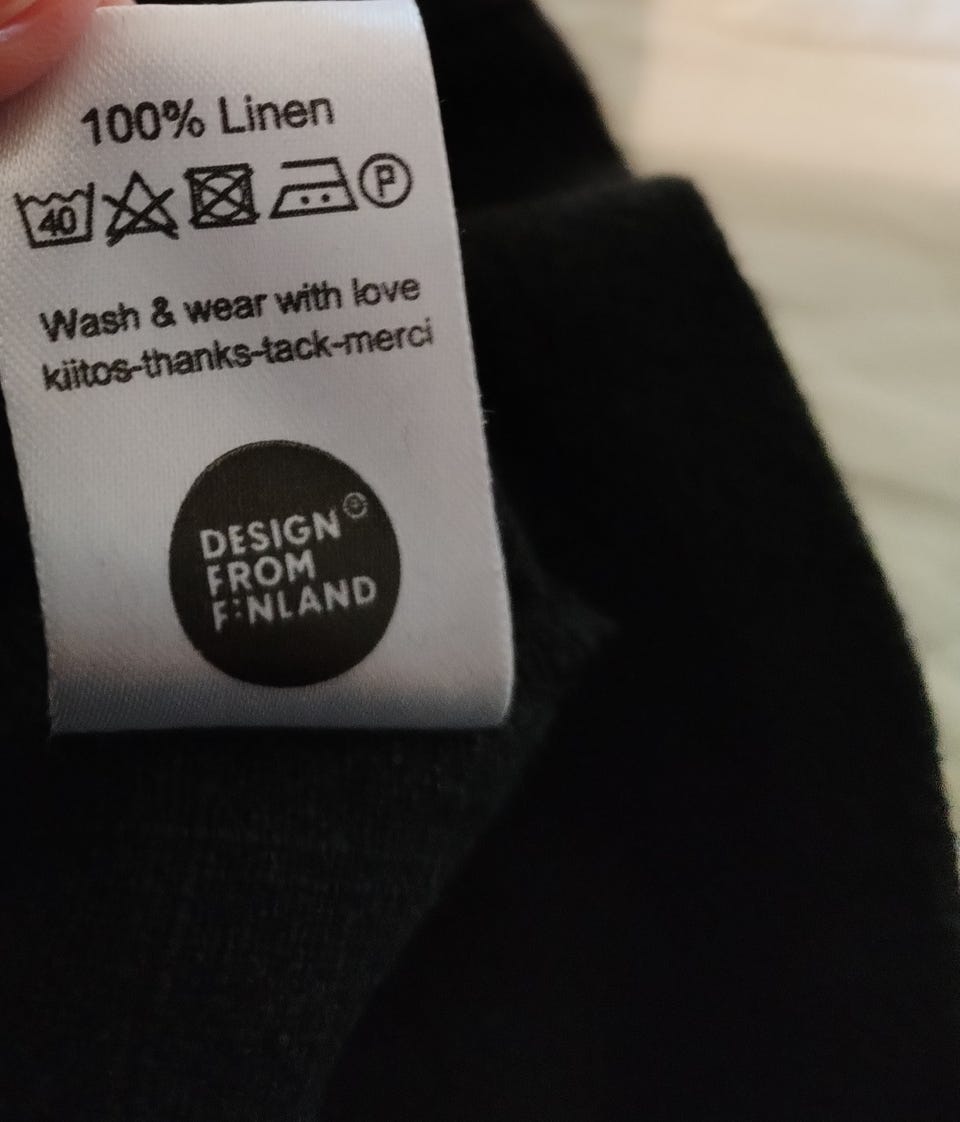 100% Linen
40 P
Wash & wear with love
kiitos-thanks-tack-merci
DESIGN
FROM
FINLAND